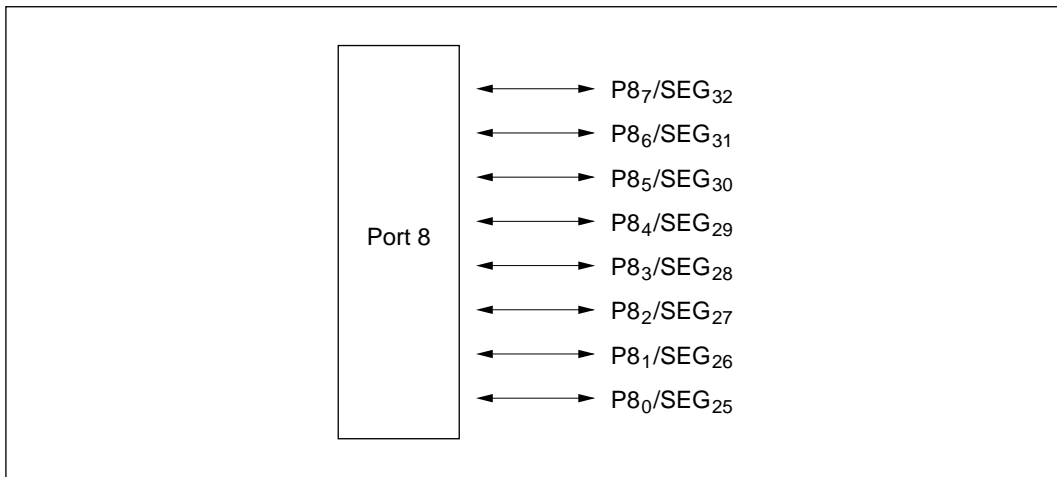 P8₇/SEG₃₂
P8₆/SEG₃₁
P8₅/SEG₃₀
P8₄/SEG₂₉
Port 8
P8₃/SEG₂₈
P8₂/SEG₂₇
P8₁/SEG₂₆
P8₀/SEG₂₅